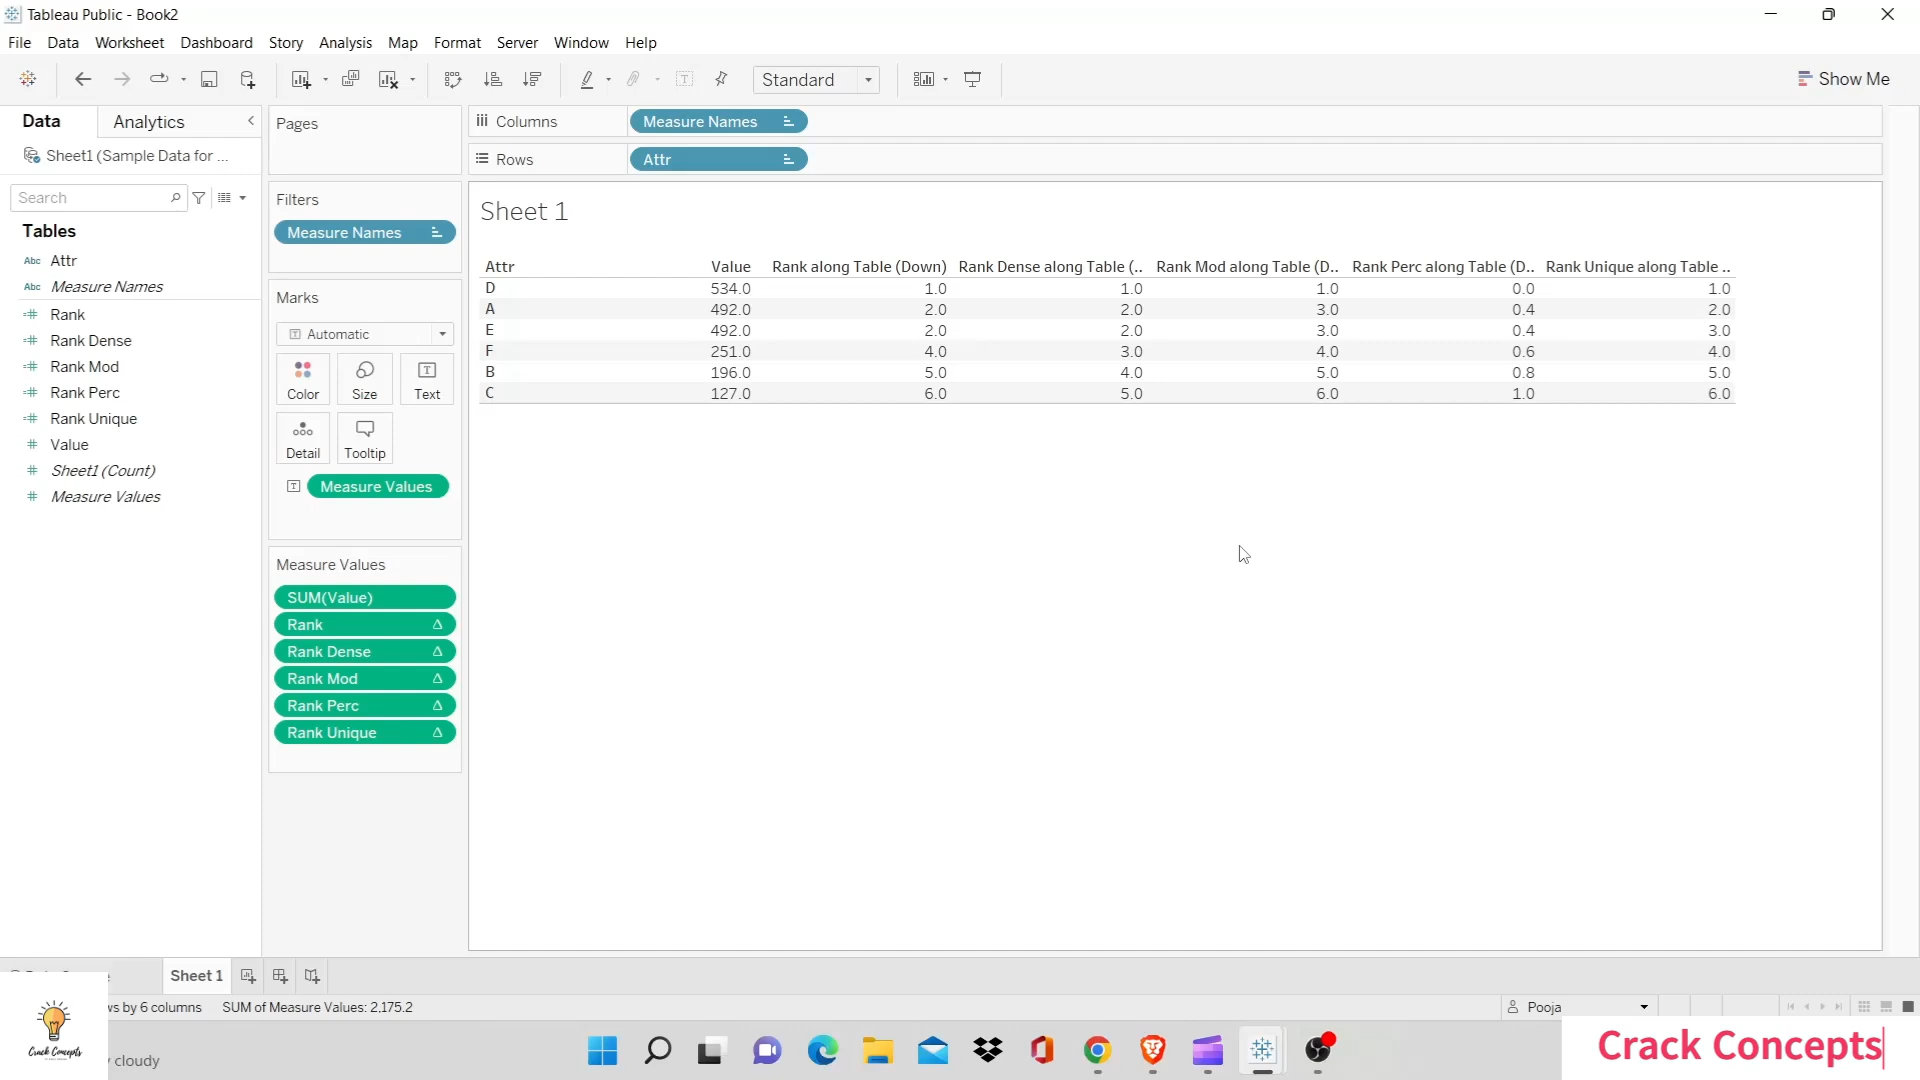 Tableau Public - Book2
File Data Worksheet Dashboard Story Analysis Map Format Server Window Help
Standard
Show Me
Data Analytics
Sheet1 (Sample Data for ...
Search
Tables
Abc Attr
Abc Measure Names
Rank
Rank Dense
Rank Mod
Rank Perc
Rank Unique
Value
Sheet1 (Count)
Measure Values
Pages
Filters
Measure Names
Marks
Automatic
Color Size Text
Detail Tooltip
Measure Values
Measure Values
SUM(Value)
Rank
Rank Dense
Rank Mod
Rank Perc
Rank Unique
Columns Measure Names
Rows Attr
Sheet 1
Attr Value Rank along Table (Down) Rank Dense along Table (.. Rank Mod along Table (D.. Rank Perc along Table (D.. Rank Unique along Table ..
D 534.0 1.0 1.0 1.0 0.0 1.0
A 492.0 2.0 2.0 3.0 0.4 2.0
E 492.0 2.0 2.0 3.0 0.4 3.0
F 251.0 4.0 3.0 4.0 0.6 4.0
B 196.0 5.0 4.0 5.0 0.8 5.0
C 127.0 6.0 5.0 6.0 1.0 6.0
Sheet 1
by 6 columns SUM of Measure Values: 2,175.2
Pooja
Crack Concepts
cloudy
Crack Concepts